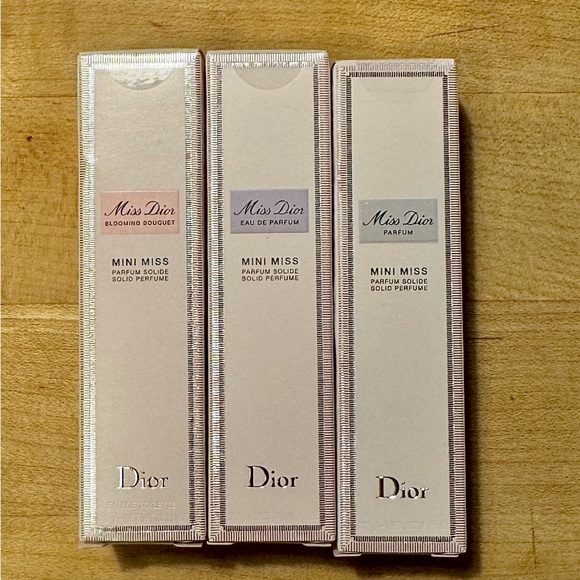 Miss Dior
BLOOMING BOUQUET
MINI MISS
PARFUM SOLIDE
SOLID PERFUME
Dior
Miss Dior
EAU DE PARFUM
MINI MISS
PARFUM SOLIDE
SOLID PERFUME
Dior
Miss Dior
PARFUM
MINI MISS
PARFUM SOLIDE
SOLID PERFUME
Dior